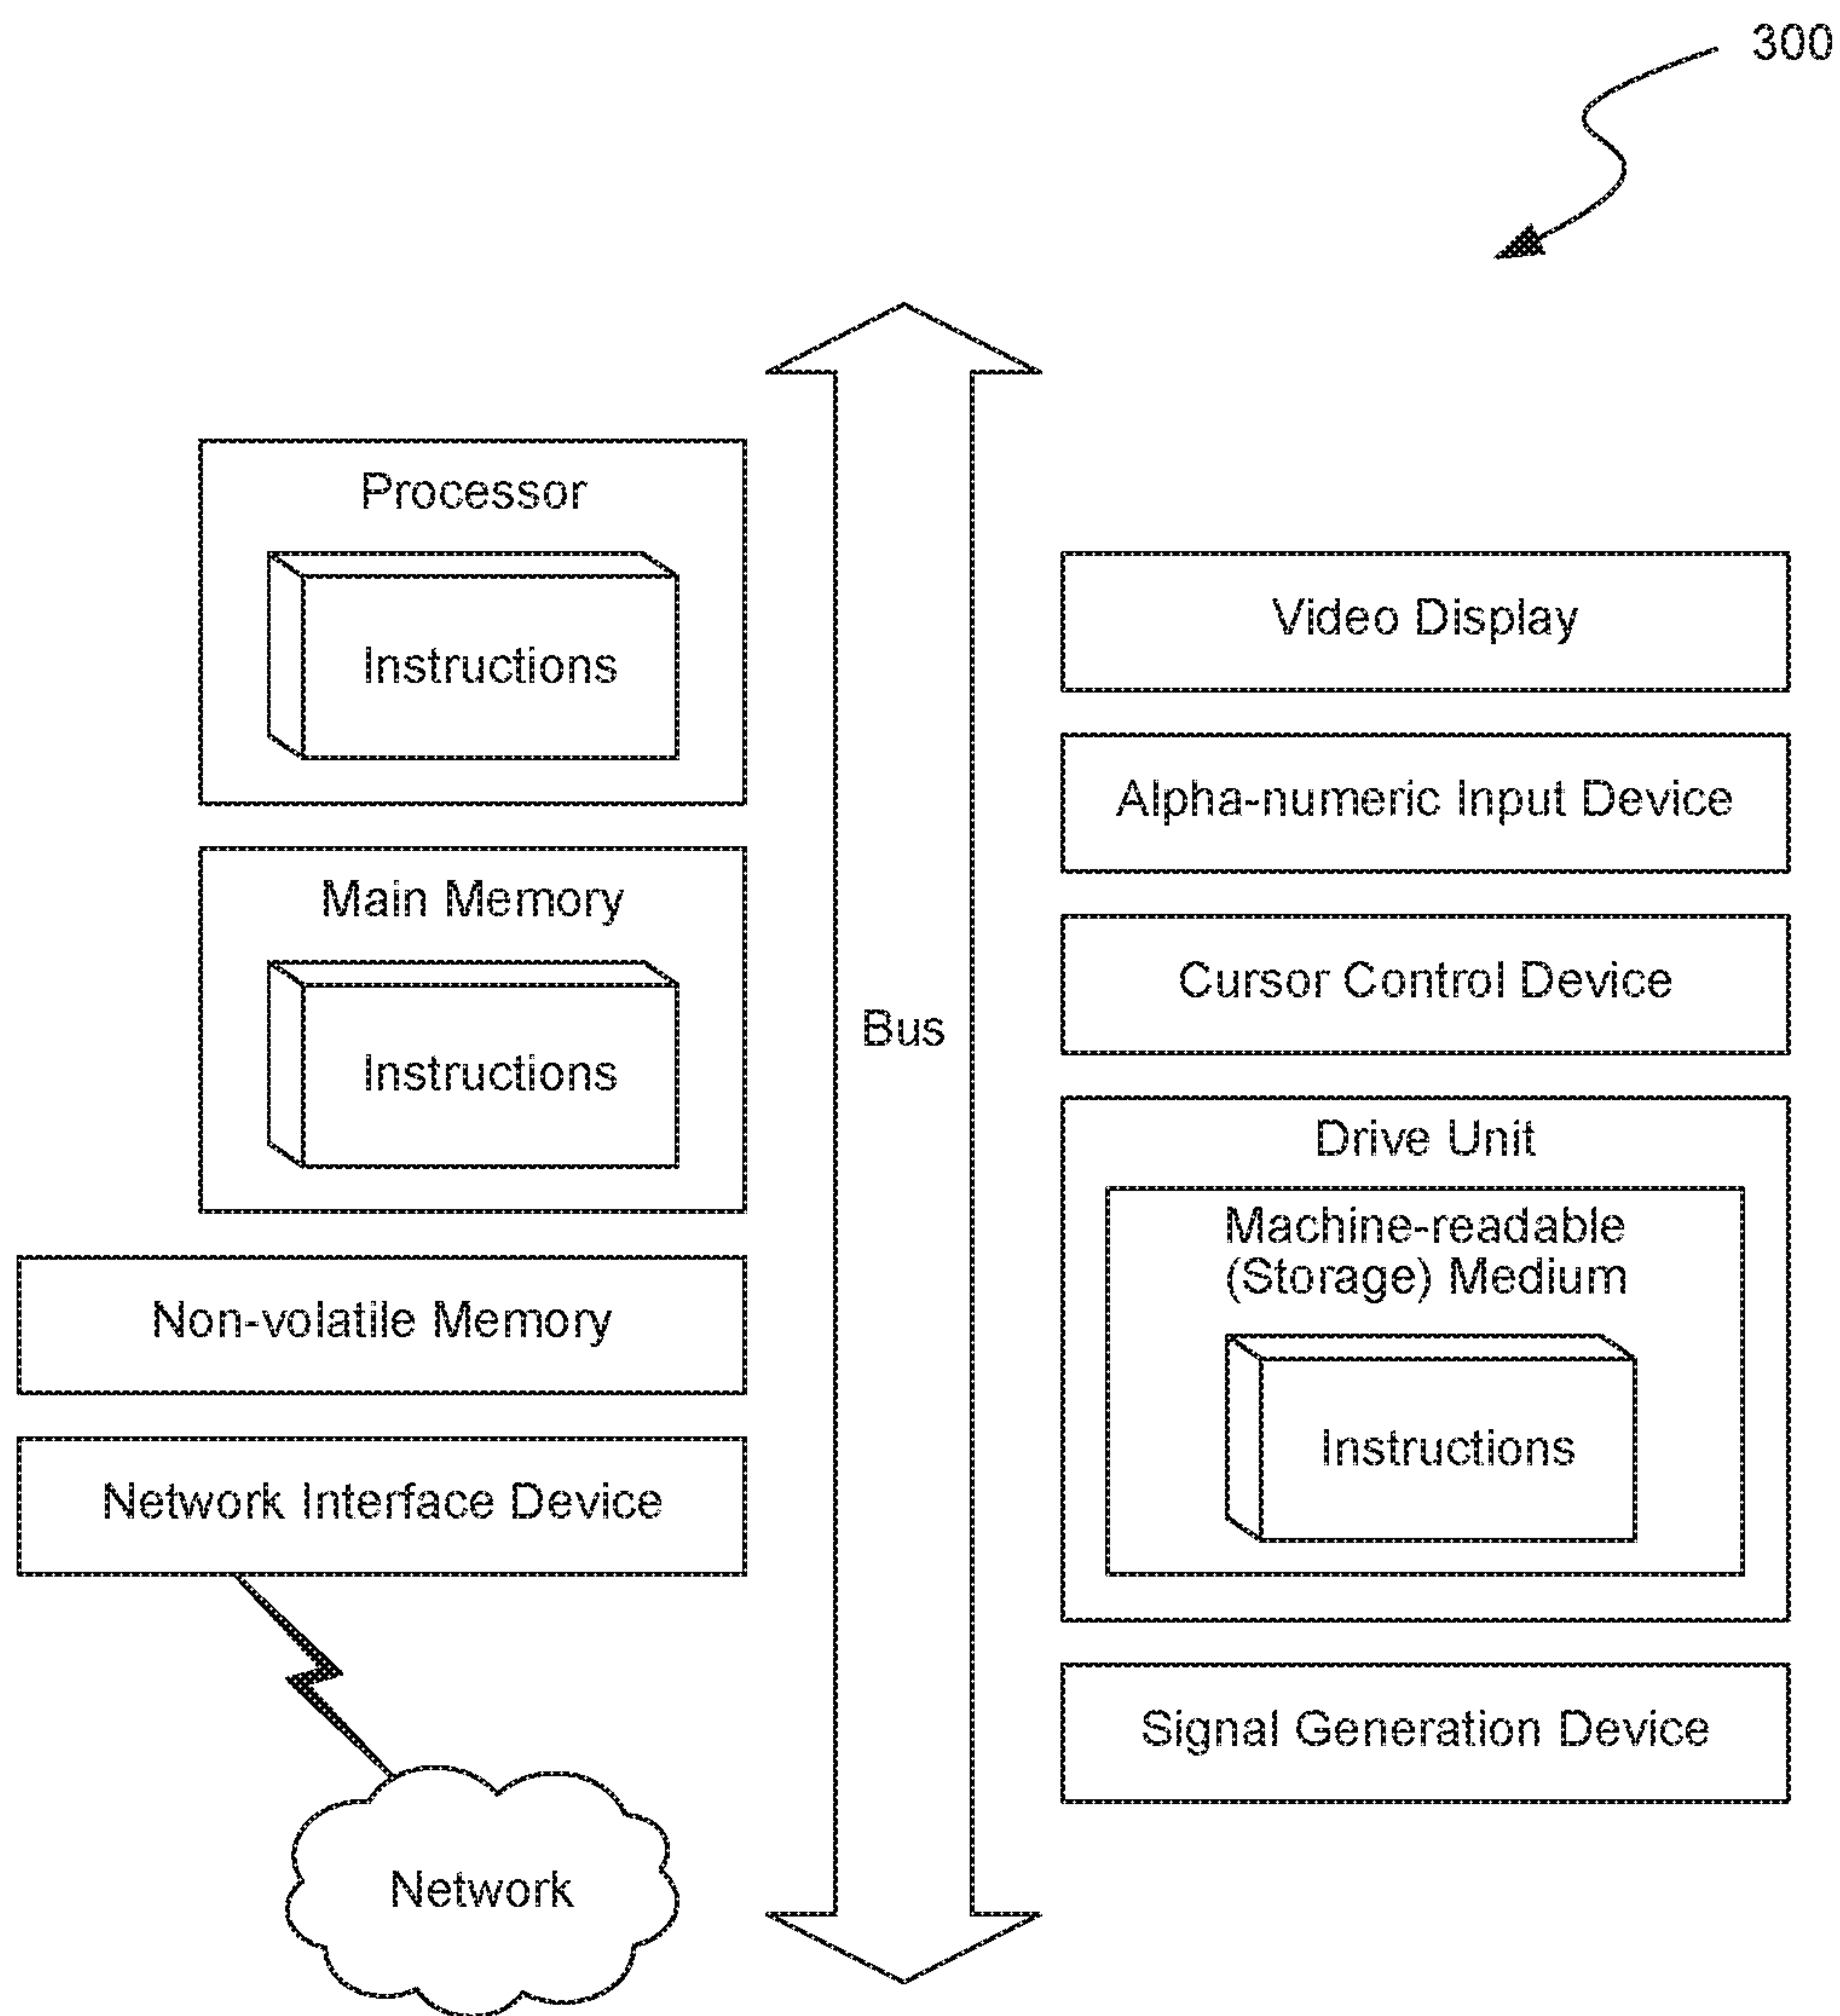 300
Processor
Instructions
Main Memory
Instructions
Non-volatile Memory
Network Interface Device
Network
Bus
Video Display
Alpha-numeric Input Device
Cursor Control Device
Drive Unit
Machine-readable
(Storage) Medium
Instructions
Signal Generation Device